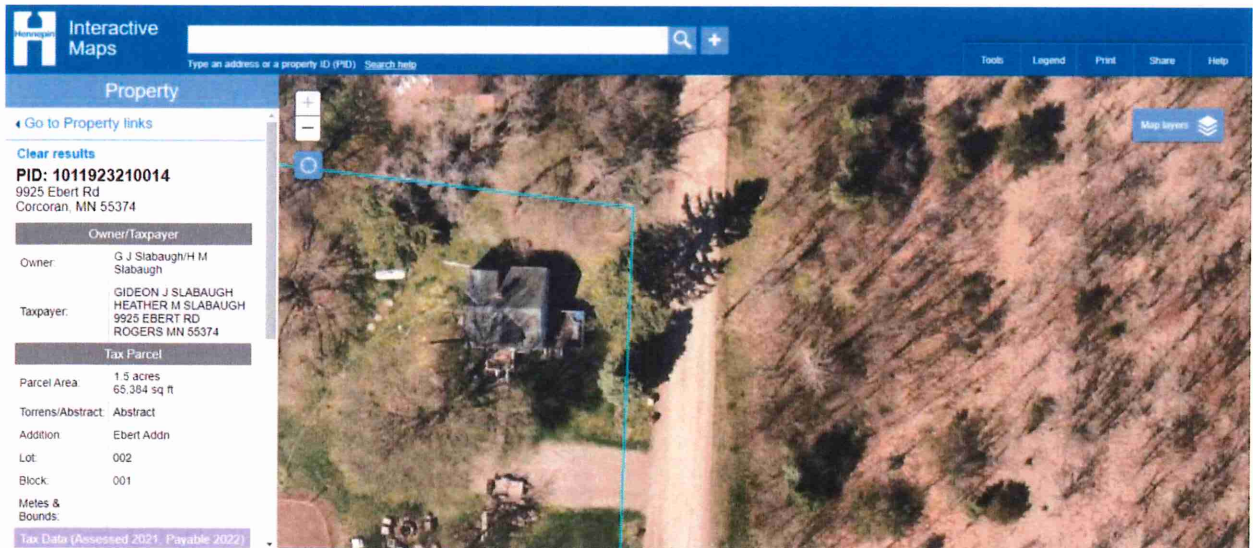 Hennepin
Interactive
Maps
Type an address or a property ID (PID) Search help
Tools Legend Print Share Help
Property
Go to Property links
Clear results
PID: 1011923210014
9925 Ebert Rd
Corcoran, MN 55374
Owner/Taxpayer
Owner: G J Slabaugh/H M
Slabaugh
Taxpayer: GIDEON J SLABAUGH
HEATHER M SLABAUGH
9925 EBERT RD
ROGERS MN 55374
Tax Parcel
Parcel Area: 1.5 acres
65,384 sq ft
Torrens/Abstract: Abstract
Addition: Ebert Addn
Lot: 002
Block: 001
Metes &
Bounds:
Tax Data (Assessed 2021, Payable 2022)
+
−
Map layers